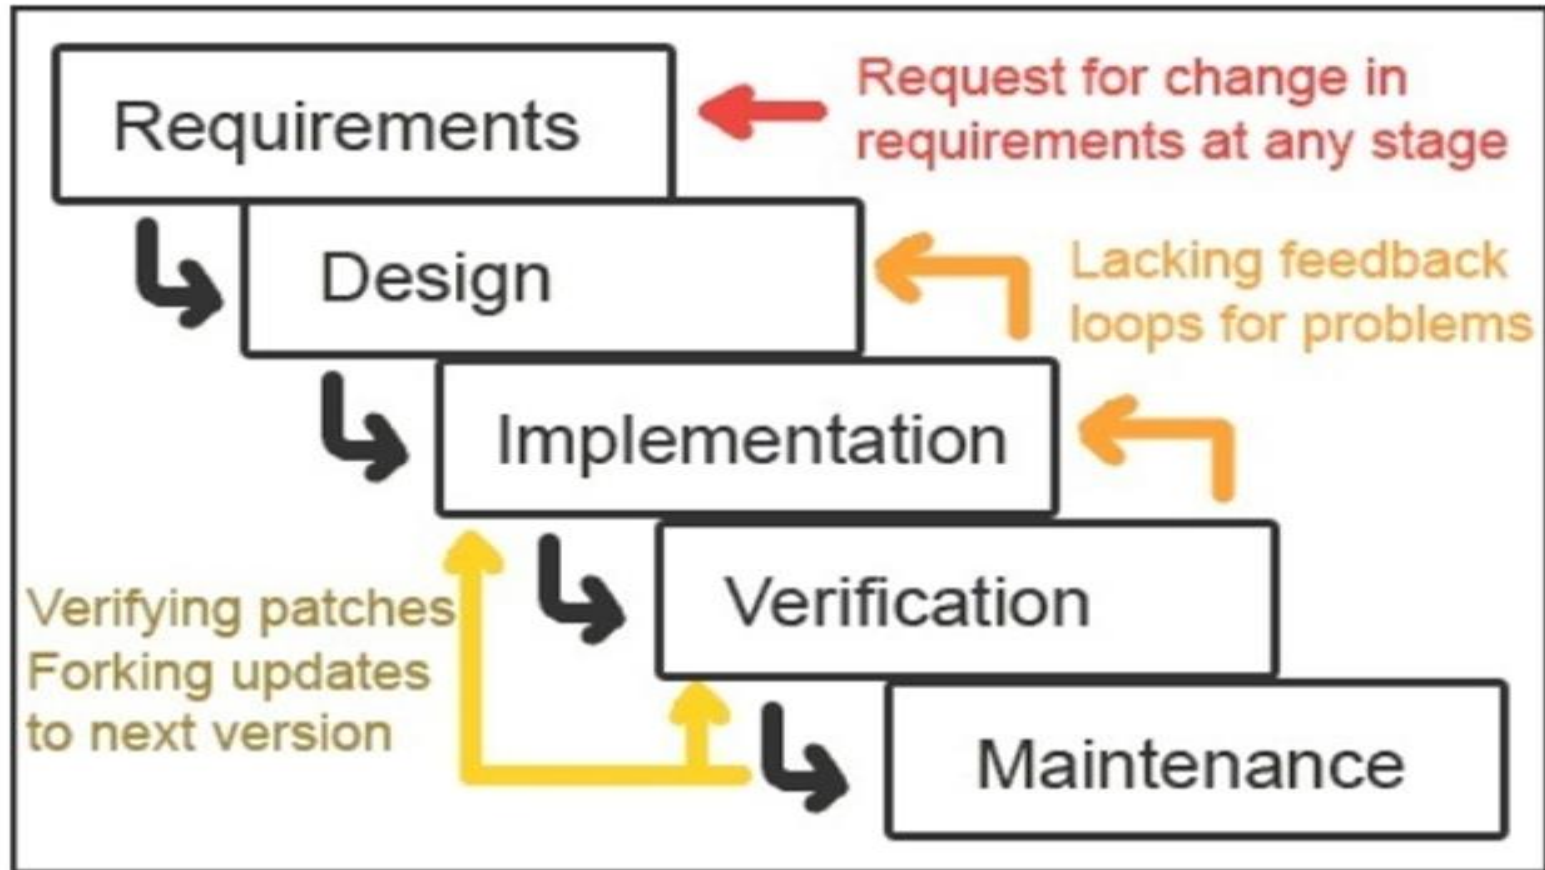 Requirements
Request for change in
requirements at any stage
Design
Lacking feedback
loops for problems
Implementation
Verification
Verifying patches
Forking updates
to next version
Maintenance